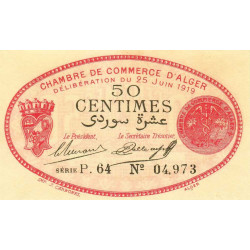 CHAMBRE DE COMMERCE D'ALGER
DÉLIBÉRATION DU 25 JUIN 1919
50
CENTIMES
عشرة سوردي
Le Président, Le Secrétaire Trésorier,
SÉRIE P. 64 Nº 04,973